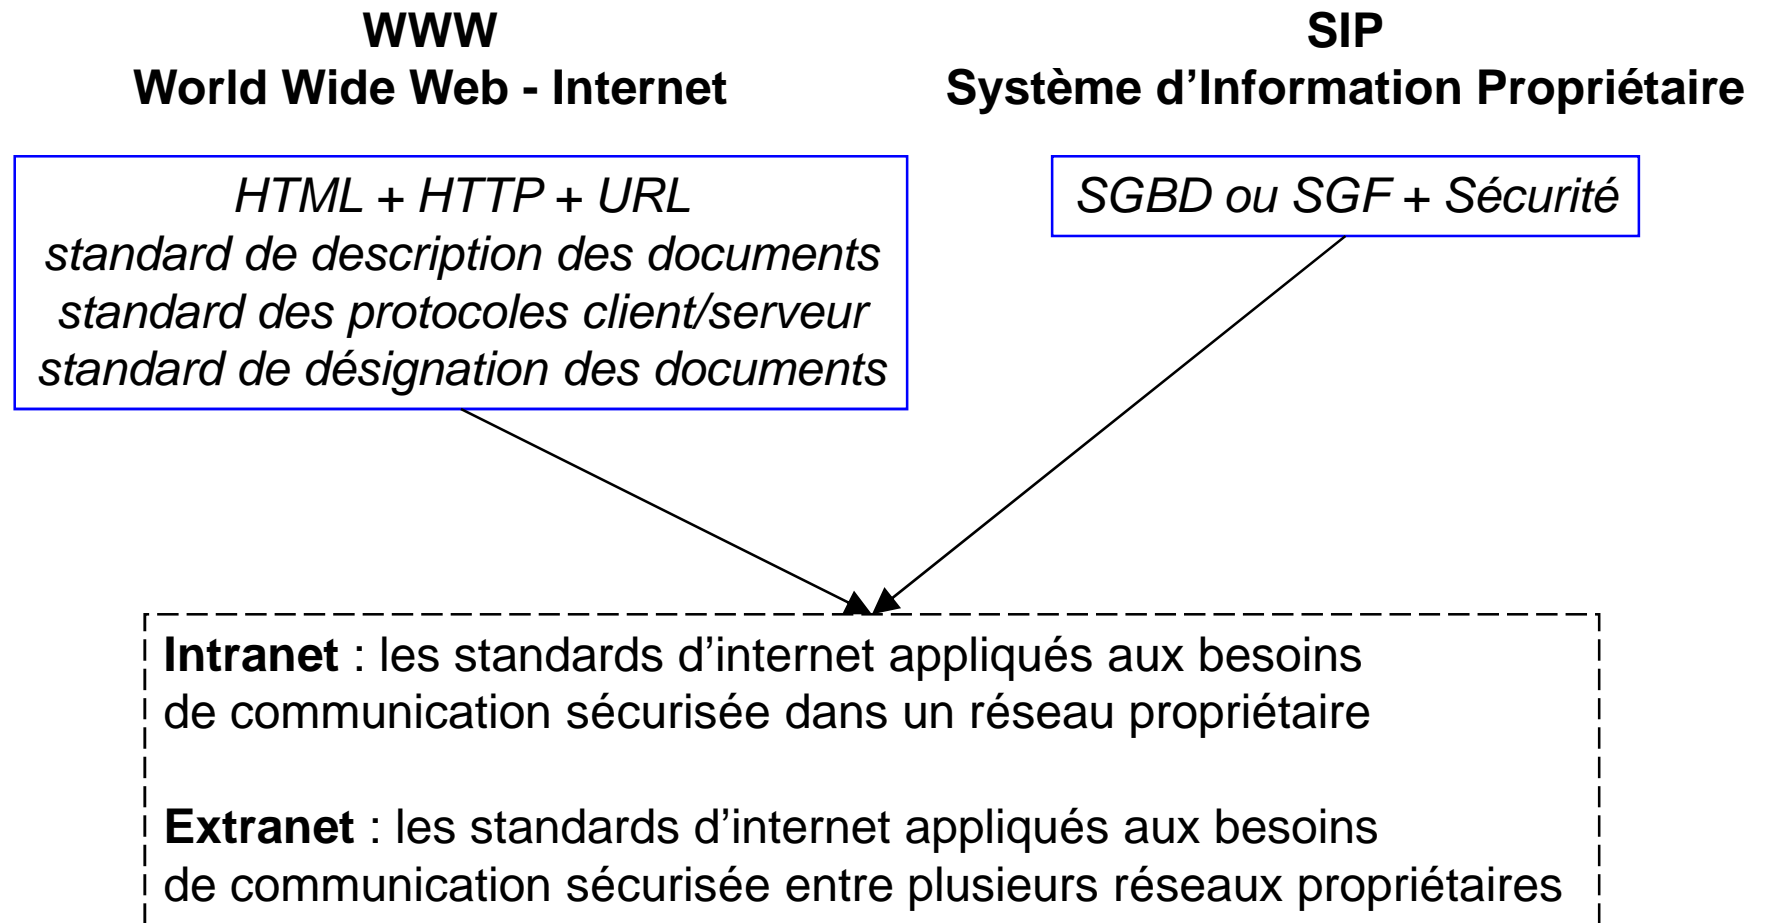 WWW
World Wide Web - Internet
SIP
Système d’Information Propriétaire
HTML + HTTP + URL
standard de description des documents
standard des protocoles client/serveur
standard de désignation des documents
SGBD ou SGF + Sécurité
Intranet : les standards d’internet appliqués aux besoins
de communication sécurisée dans un réseau propriétaire
Extranet : les standards d’internet appliqués aux besoins
de communication sécurisée entre plusieurs réseaux propriétaires